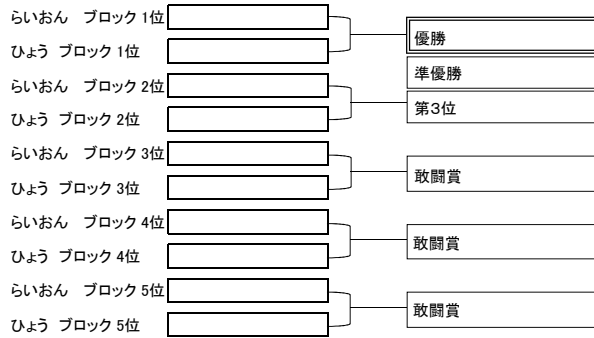 らいおん　ブロック 1位
ひょう ブロック 1位
優勝
準優勝
らいおん　ブロック 2位
ひょう ブロック 2位
第3位
らいおん　ブロック 3位
ひょう ブロック 3位
敢闘賞
らいおん　ブロック 4位
ひょう ブロック 4位
敢闘賞
らいおん　ブロック 5位
ひょう ブロック 5位
敢闘賞